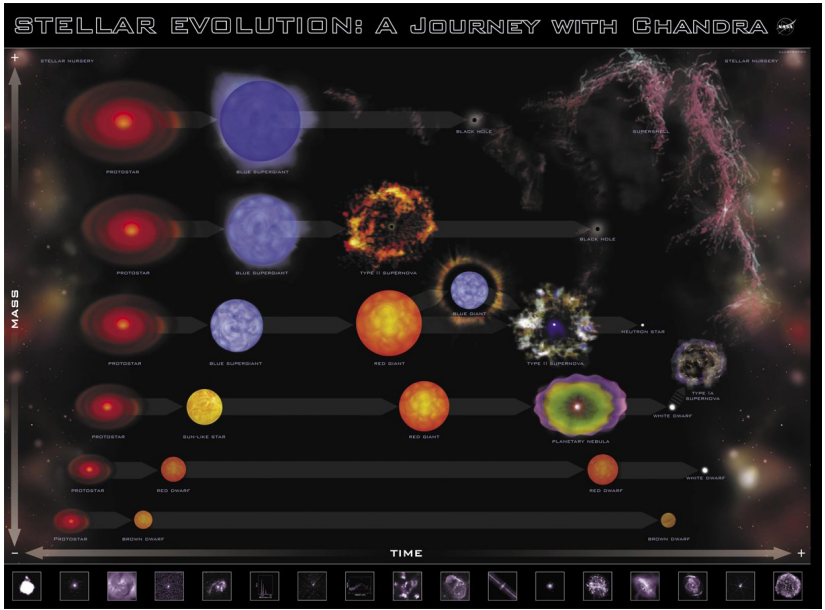 STELLAR EVOLUTION: A JOURNEY WITH CHANDRA
NASA
+
STELLAR NURSERY
STELLAR NURSERY
PROTOSTAR
BLUE SUPERGIANT
BLACK HOLE
SUPERSHELL
PROTOSTAR
BLUE SUPERGIANT
TYPE II SUPERNOVA
BLACK HOLE
MASS
PROTOSTAR
BLUE SUPERGIANT
RED GIANT
BLUE GIANT
TYPE II SUPERNOVA
NEUTRON STAR
PROTOSTAR
SUN-LIKE STAR
RED GIANT
PLANETARY NEBULA
WHITE DWARF
TYPE IA
SUPERNOVA
PROTOSTAR
RED DWARF
RED DWARF
WHITE DWARF
PROTOSTAR
BROWN DWARF
BROWN DWARF
-
TIME
+